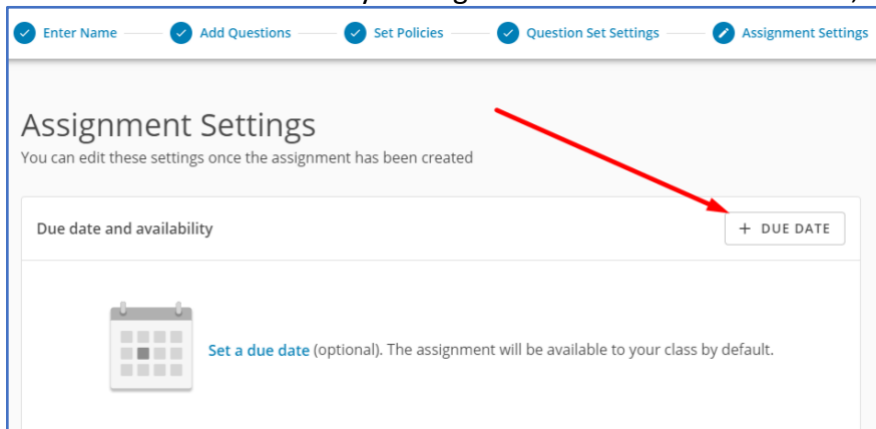 Enter Name Add Questions Set Policies Question Set Settings Assignment Settings
Assignment Settings
You can edit these settings once the assignment has been created
Due date and availability
+ DUE DATE
Set a due date (optional). The assignment will be available to your class by default.